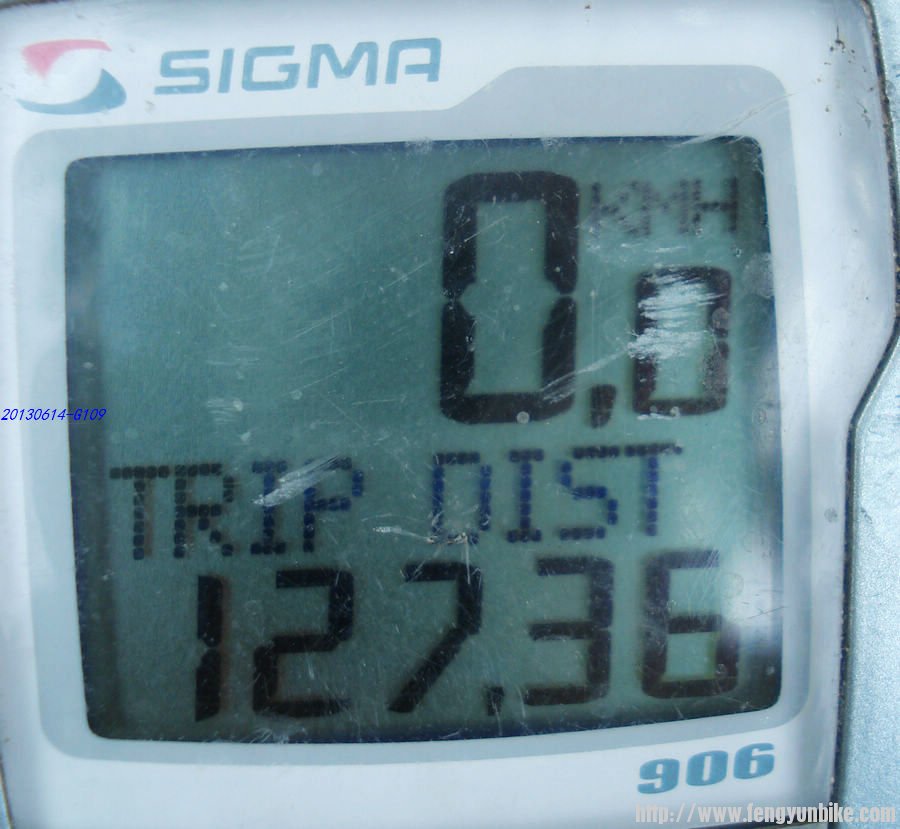 SIGMA
KMH
0,0
20130614-G109
TRIP DIST
127,36
906
http://www.fengyunbike.com